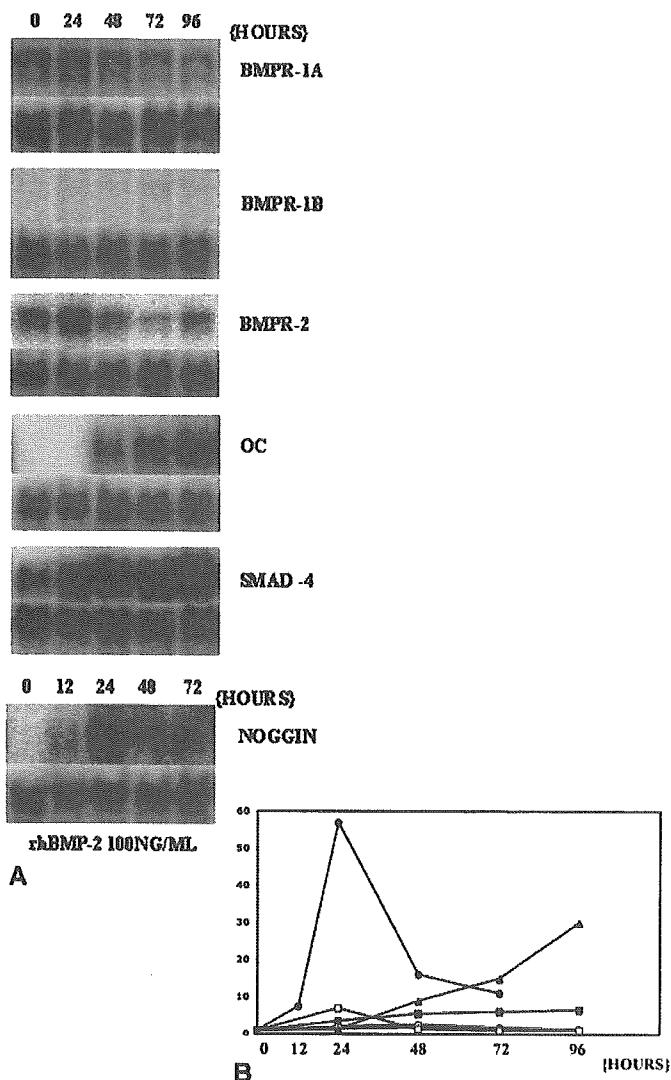 0 24 48 72 96
{HOURS}
BMPR-1A
BMPR-1B
BMPR-2
OC
SMAD -4
0 12 24 48 72
{HOURS}
NOGGIN
rhBMP-2 100NG/ML
A
60
50
40
30
20
10
0
0 12 24 48 72 96
{HOURS}
B